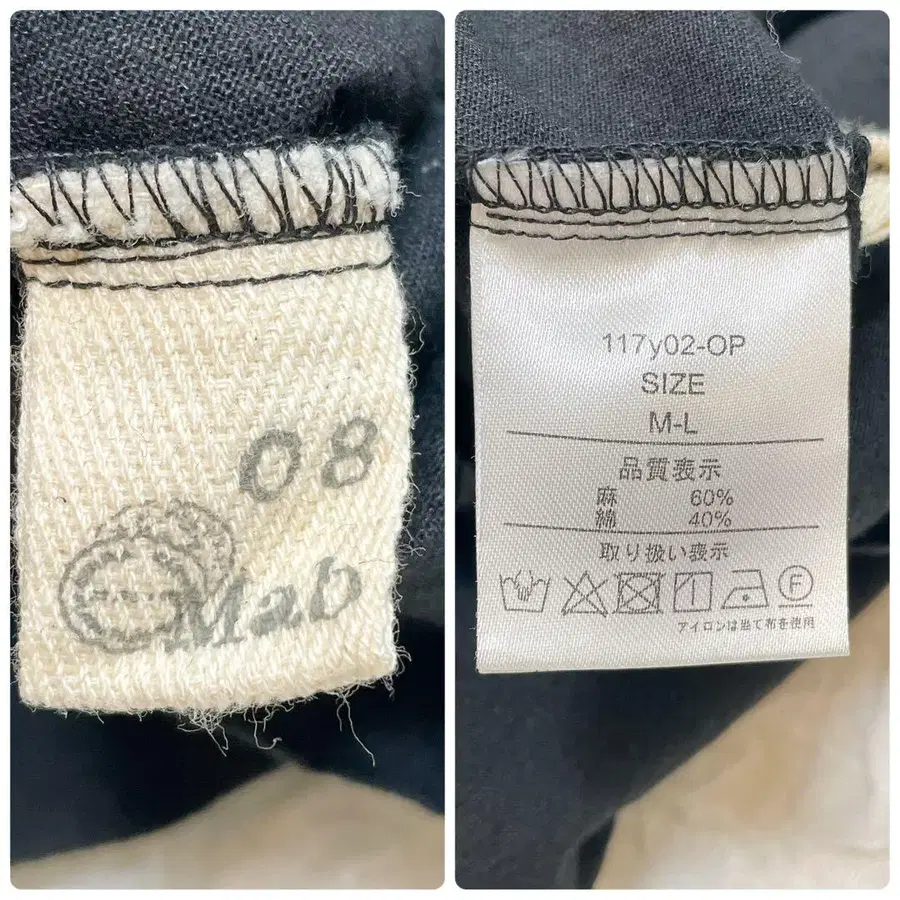 08
Mab
117y02-OP
SIZE
M-L
品質表示
麻 60%
綿 40%
取り扱い表示
F
アイロンは当て布を使用